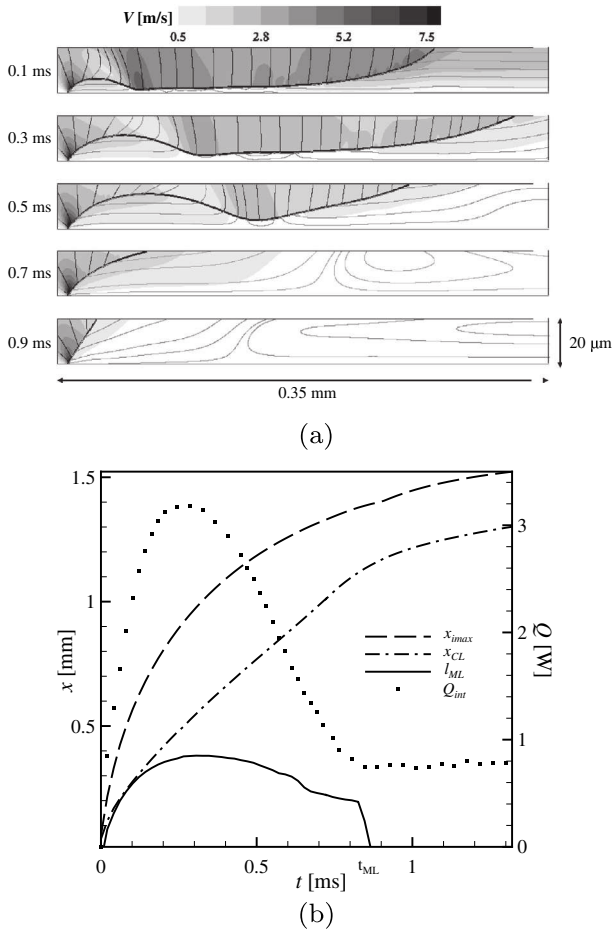 V [m/s]
0.5 2.8 5.2 7.5
0.1 ms
0.3 ms
0.5 ms
0.7 ms
0.9 ms
20 μm
0.35 mm
(a)
1.5
1
0.5
x [mm]
3
2
1
0
Q [W]
x_imax
x_CL
l_ML
Q_int
0 0.5 t_ML 1
t [ms]
(b)